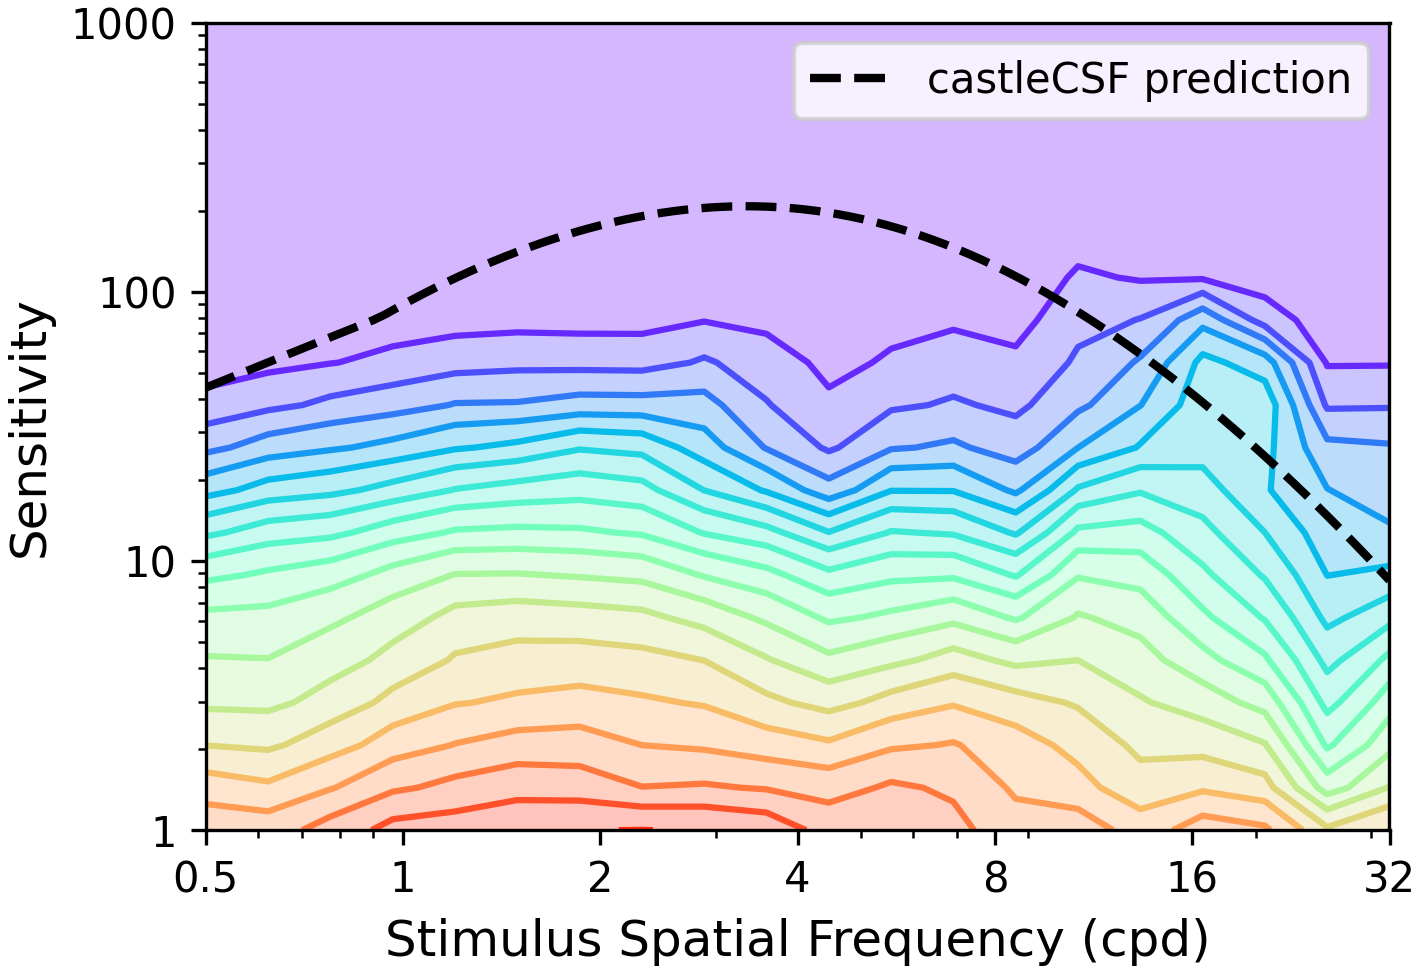 1000
100
10
1
Sensitivity
castleCSF prediction
0.5 1 2 4 8 16 32
Stimulus Spatial Frequency (cpd)